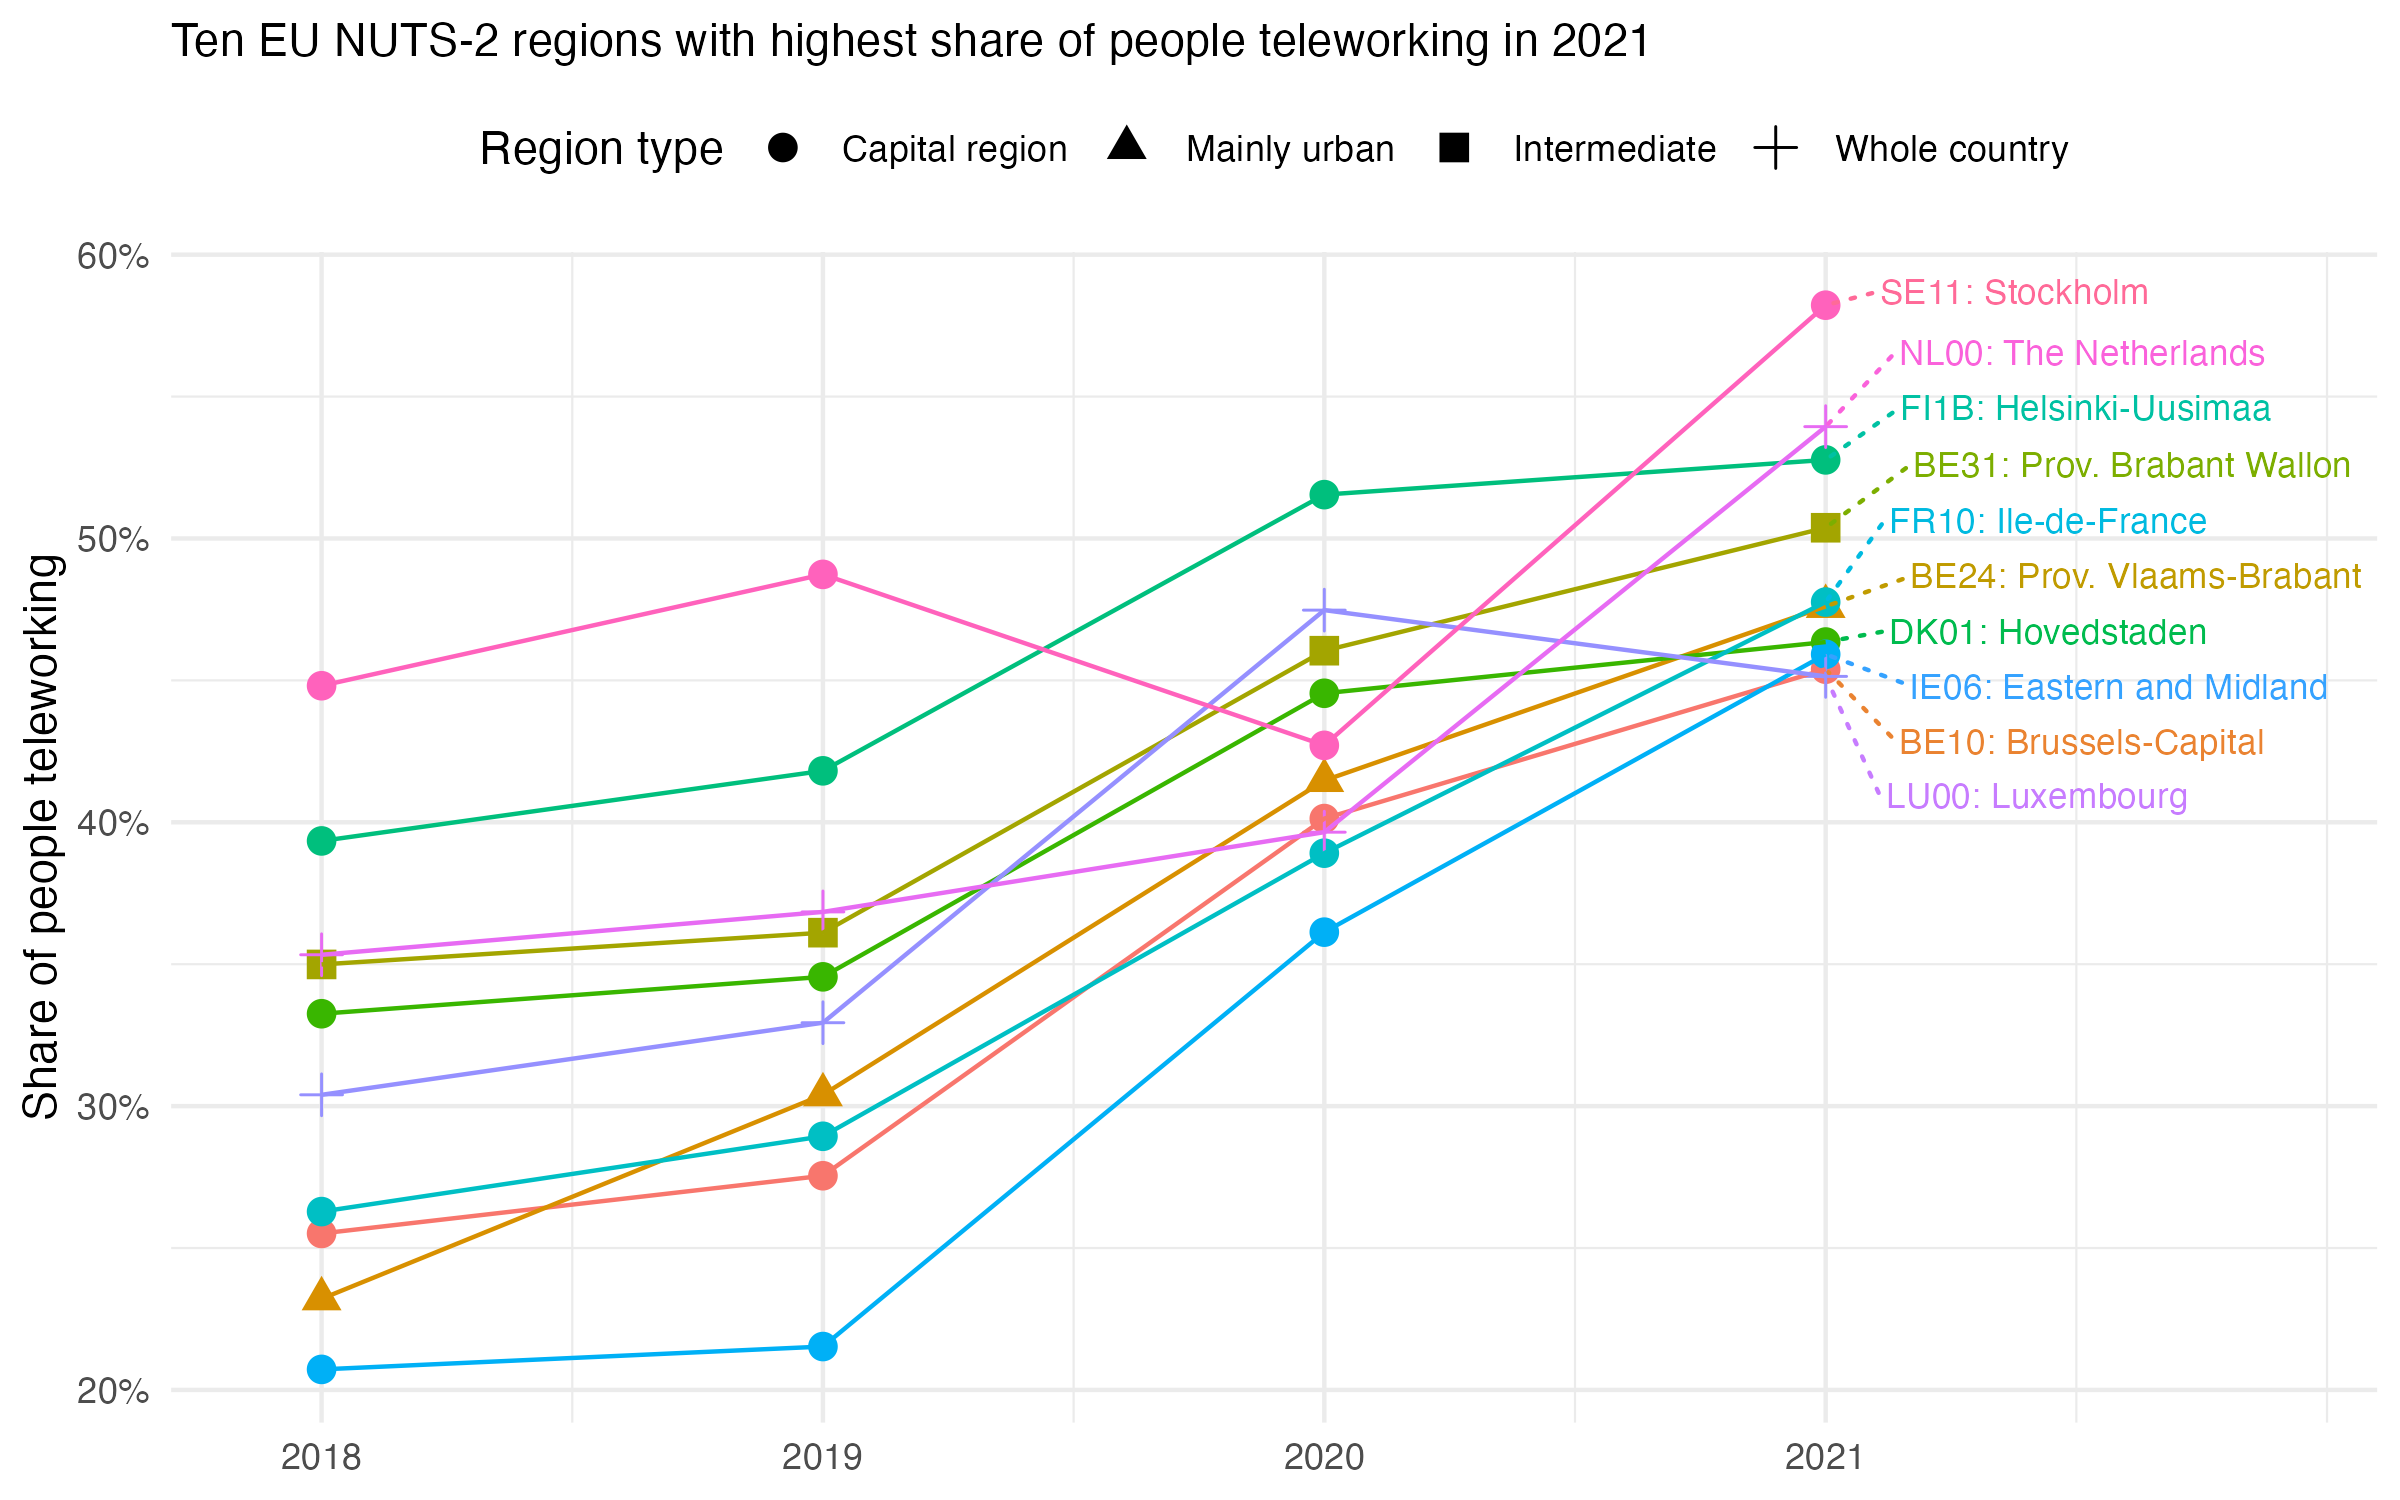 Ten EU NUTS-2 regions with highest share of people teleworking in 2021
Region type Capital region Mainly urban Intermediate Whole country
Share of people teleworking
60%
50%
40%
30%
20%
SE11: Stockholm
NL00: The Netherlands
FI1B: Helsinki-Uusimaa
BE31: Prov. Brabant Wallon
FR10: Ile-de-France
BE24: Prov. Vlaams-Brabant
DK01: Hovedstaden
IE06: Eastern and Midland
BE10: Brussels-Capital
LU00: Luxembourg
2018 2019 2020 2021